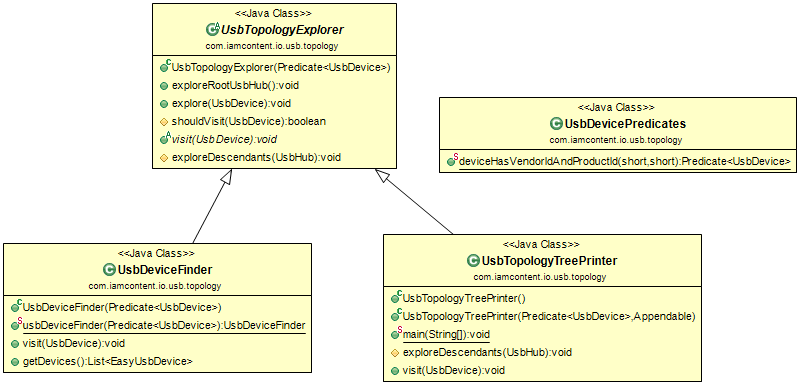 <<Java Class>>
UsbTopologyExplorer
com.iamcontent.io.usb.topology
UsbTopologyExplorer(Predicate<UsbDevice>)
exploreRootUsbHub():void
explore(UsbDevice):void
shouldVisit(UsbDevice):boolean
visit(UsbDevice):void
exploreDescendants(UsbHub):void
<<Java Class>>
UsbDevicePredicates
com.iamcontent.io.usb.topology
deviceHasVendorIdAndProductId(short,short):Predicate<UsbDevice>
<<Java Class>>
UsbDeviceFinder
com.iamcontent.io.usb.topology
UsbDeviceFinder(Predicate<UsbDevice>)
usbDeviceFinder(Predicate<UsbDevice>):UsbDeviceFinder
visit(UsbDevice):void
getDevices():List<EasyUsbDevice>
<<Java Class>>
UsbTopologyTreePrinter
com.iamcontent.io.usb.topology
UsbTopologyTreePrinter()
UsbTopologyTreePrinter(Predicate<UsbDevice>,Appendable)
main(String[]):void
exploreDescendants(UsbHub):void
visit(UsbDevice):void